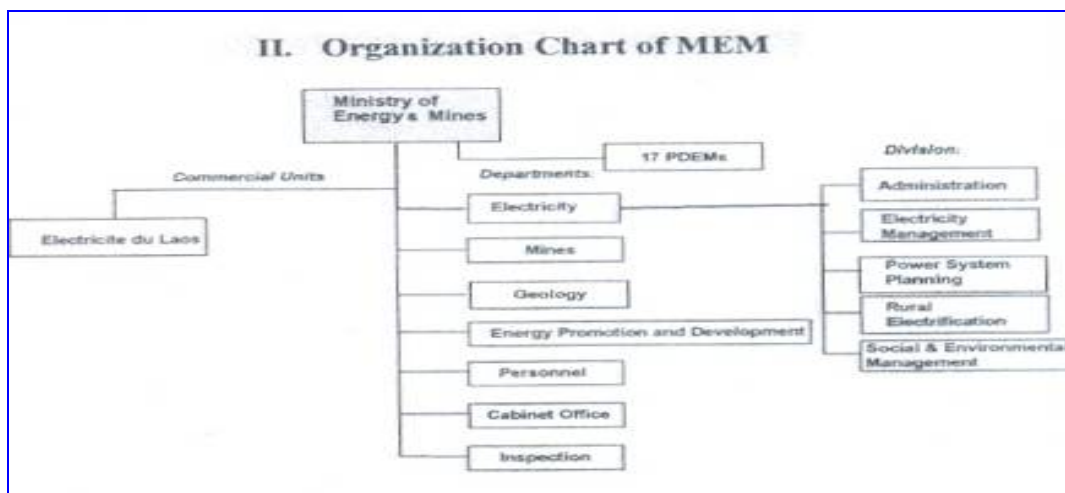 II. Organization Chart of MEM
Ministry of
Energy & Mines
17 PDEMs
Division:
Commercial Units
Departments:
Administration
Electricity
Electricity
Management
Electricite du Laos
Mines
Power System
Planning
Geology
Rural
Electrification
Energy Promotion and Development
Social & Environmental
Management
Personnel
Cabinet Office
Inspection